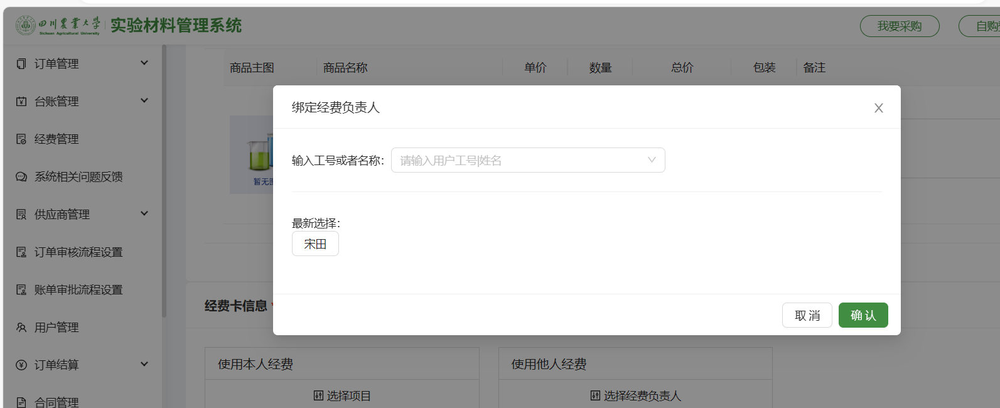 四川農業大学
Sichuan Agricultural University
实验材料管理系统
我要采购
自购
订单管理
台账管理
经费管理
系统相关问题反馈
供应商管理
订单审核流程设置
账单审批流程设置
用户管理
订单结算
合同管理
商品主图
商品名称
单价
数量
总价
包装
备注
暂无
绑定经费负责人
输入工号或者名称：
请输入用户工号|姓名
最新选择：
宋田
取消
确认
经费卡信息
使用本人经费
选择项目
使用他人经费
选择经费负责人